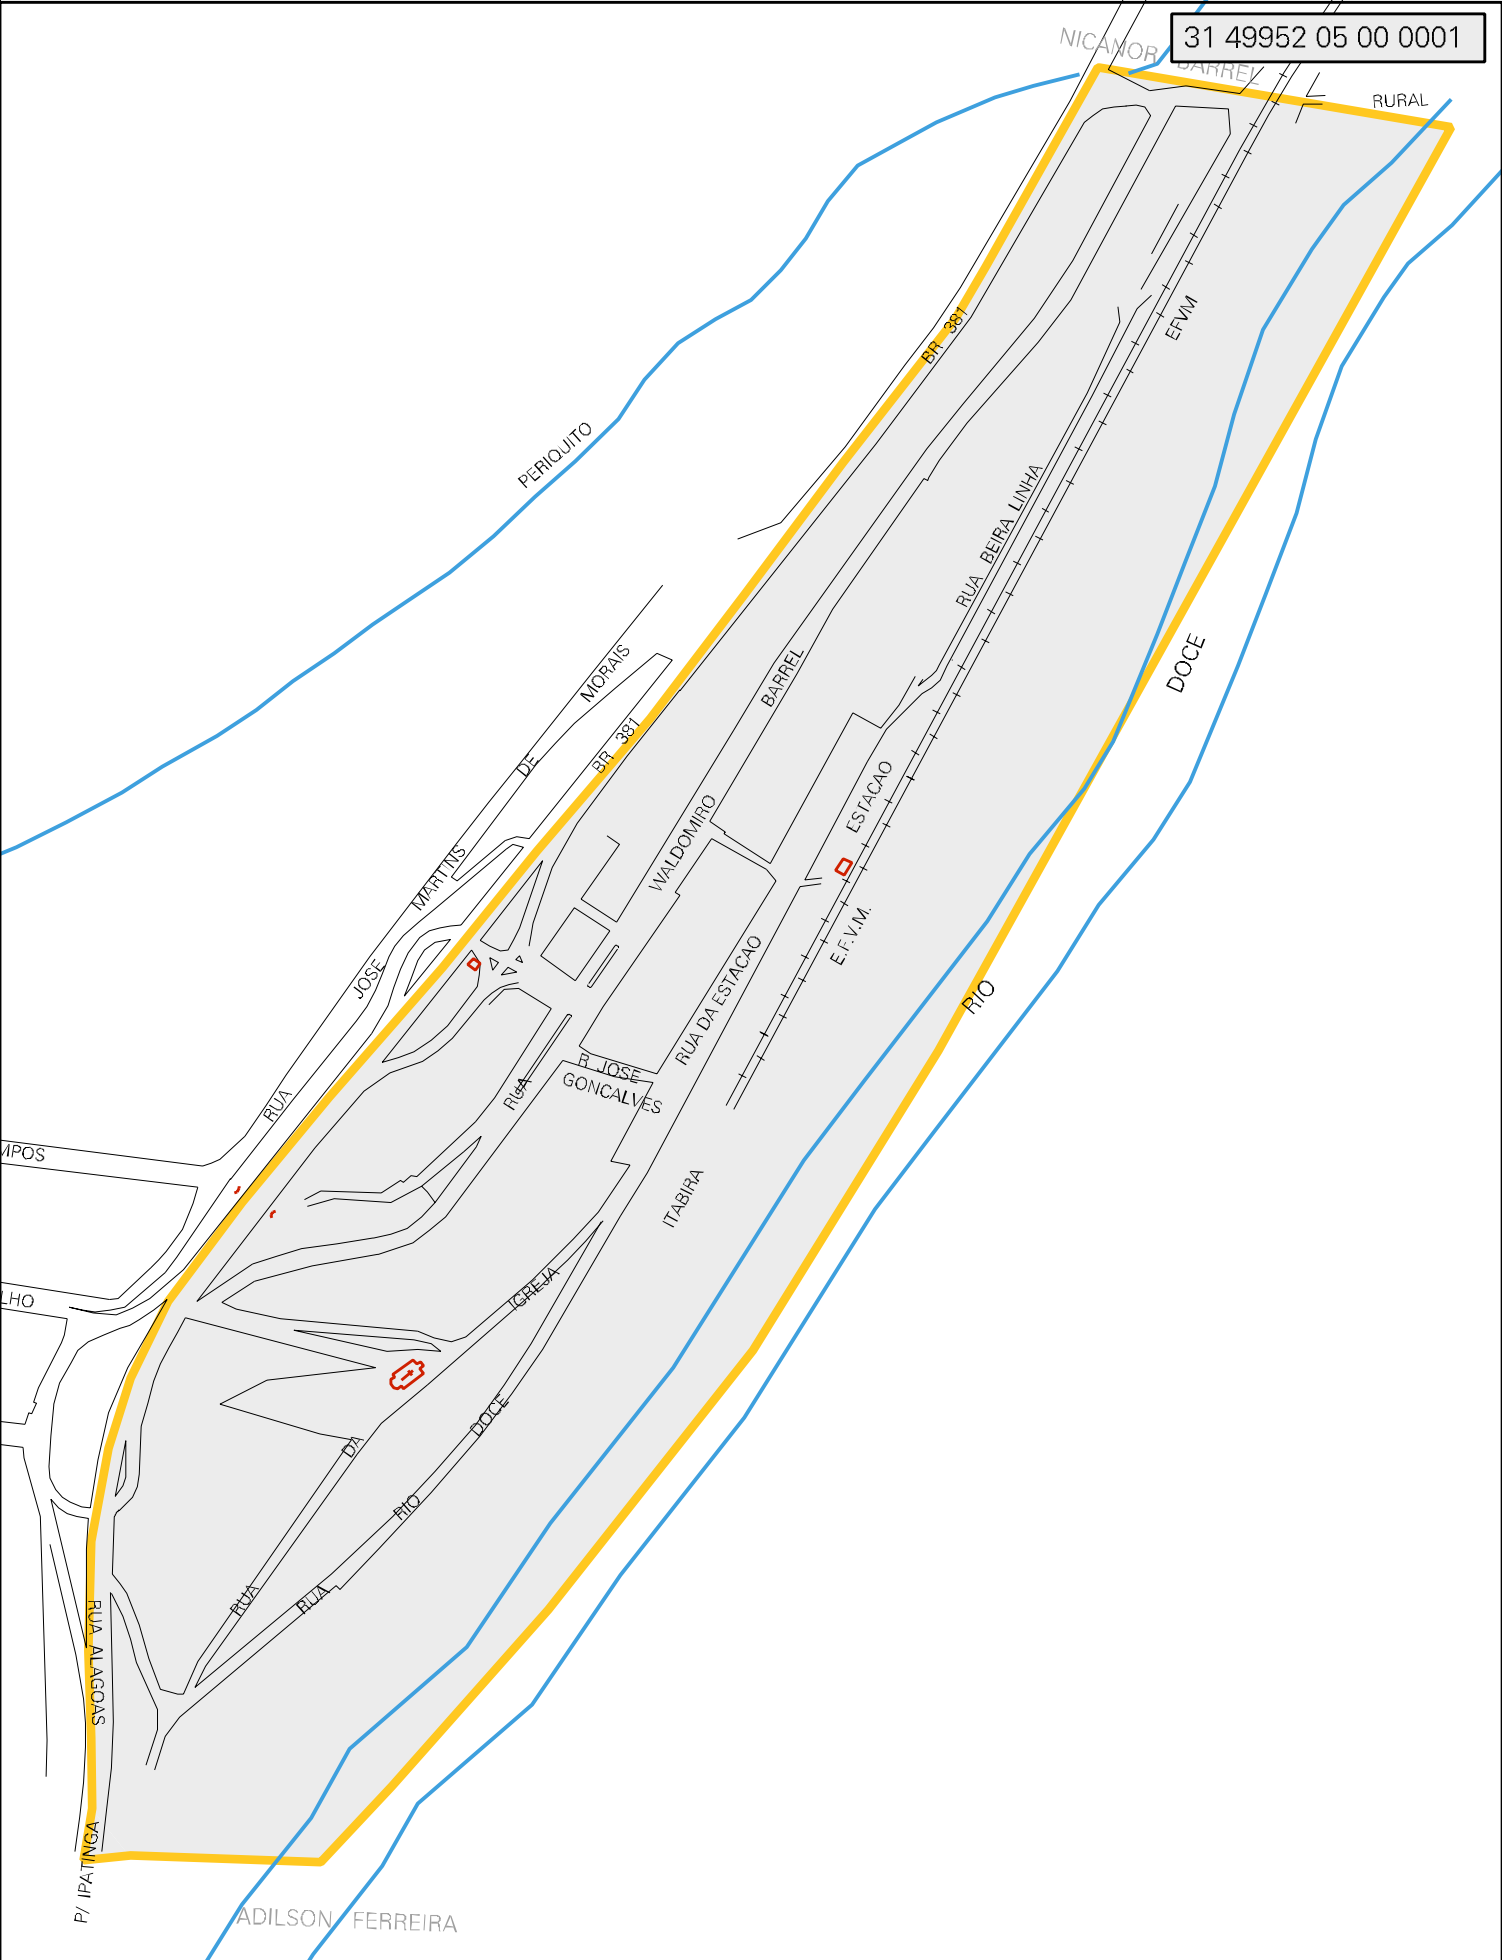 NICANOR BARREL
31 49952 05 00 0001
RURAL
BR 381
EFVM
PERIQUITO
RUA BEIRA LINHA
RUA JOSE MARTINS DE MORAIS
BR 381
DOCE
RUA WALDOMIRO BARREL
ESTACAO
E.F.V.M.
RIO
RUA DA ESTACAO
B. JOSE
GONCALVES
MPOS
ITABIRA
LHO
RUA DA IGREJA
RUA RIO DOCE
RUA ALAGOAS
P/ IPATINGA
ADILSON FERREIRA